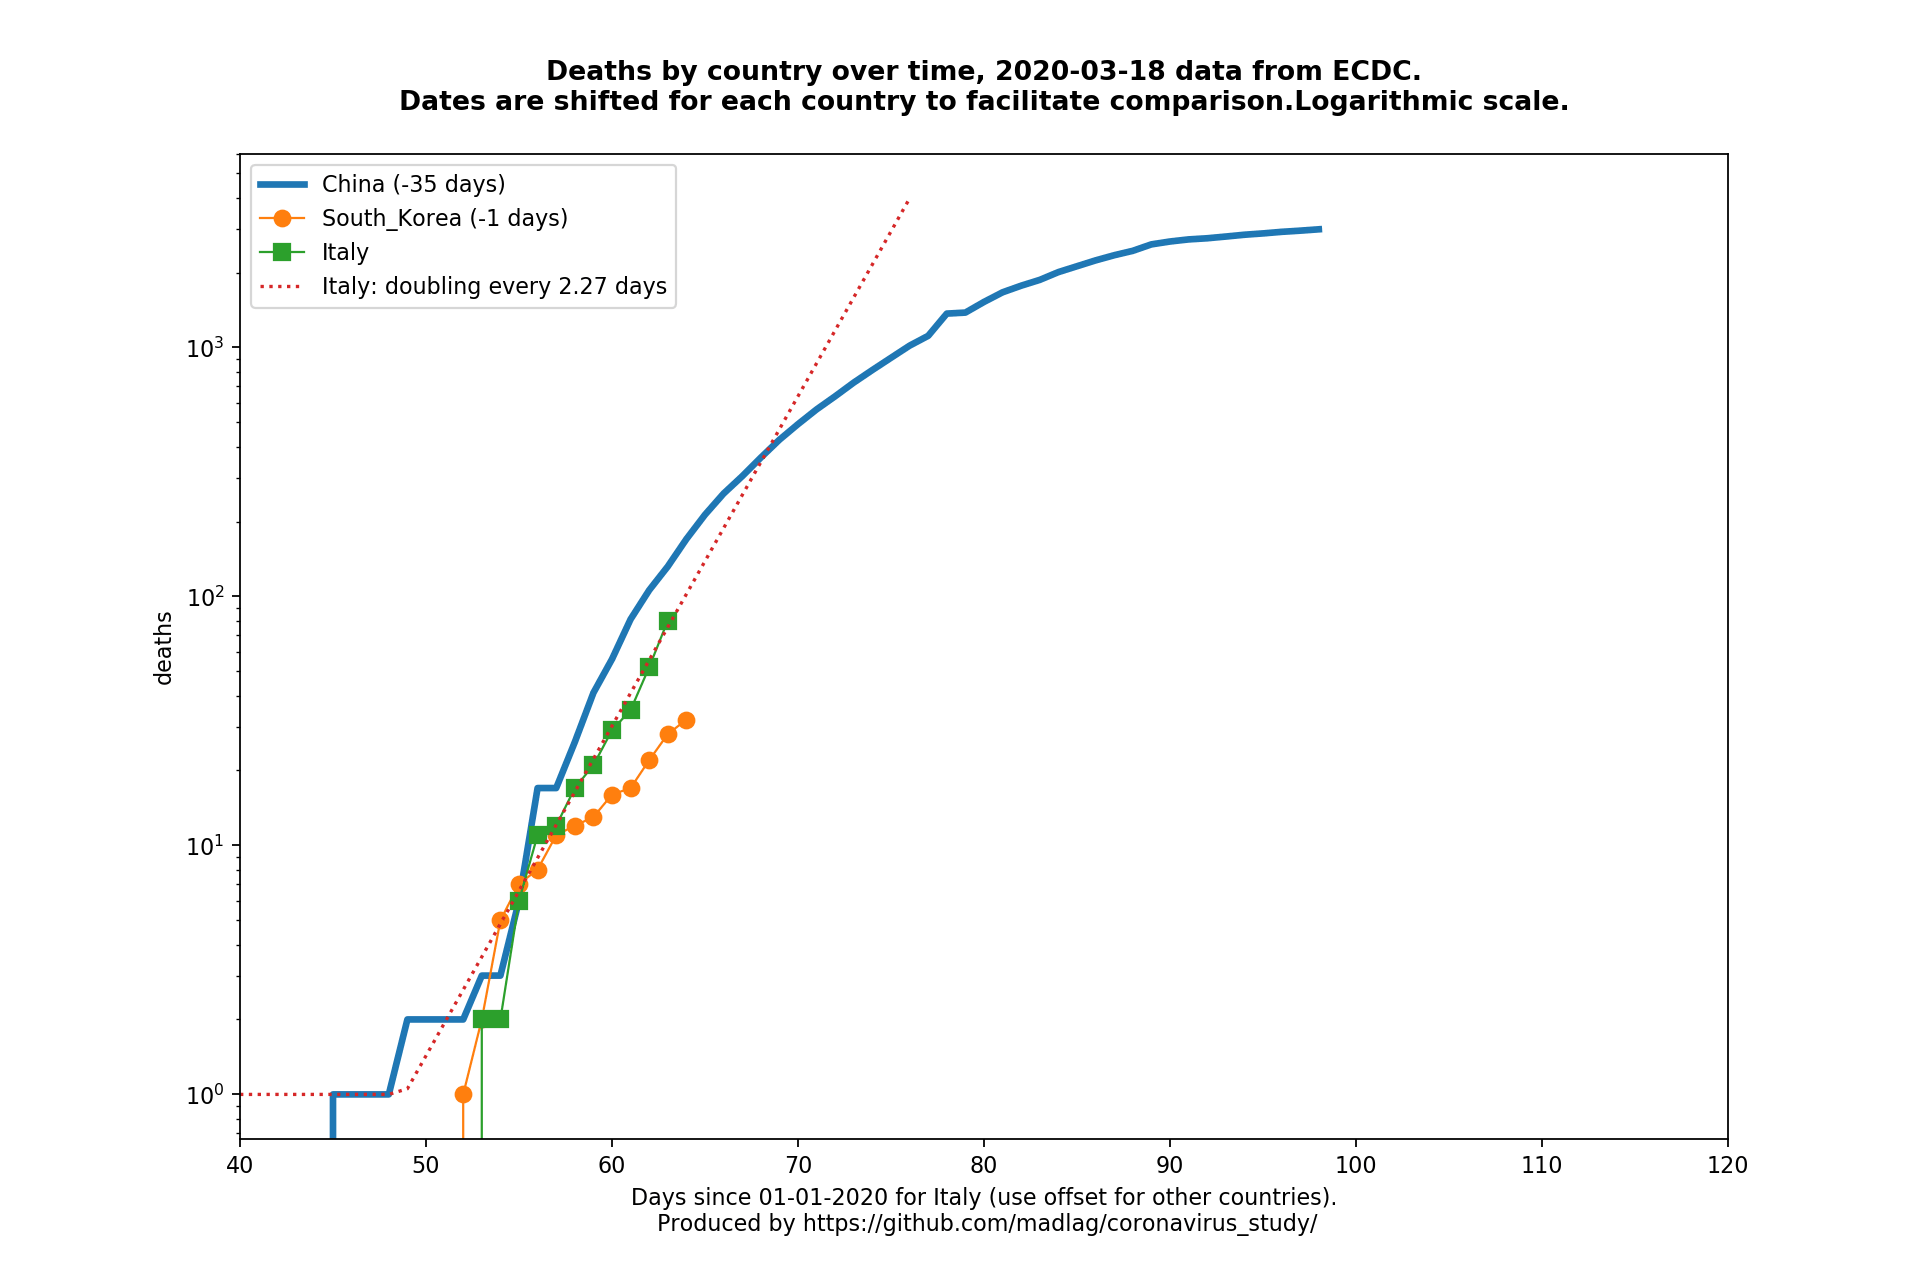 Deaths by country over time, 2020-03-18 data from ECDC.
Dates are shifted for each country to facilitate comparison.Logarithmic scale.
China (-35 days)
South_Korea (-1 days)
Italy
Italy: doubling every 2.27 days
10³
10²
10¹
10⁰
deaths
40 50 60 70 80 90 100 110 120
Days since 01-01-2020 for Italy (use offset for other countries).
Produced by https://github.com/madlag/coronavirus_study/